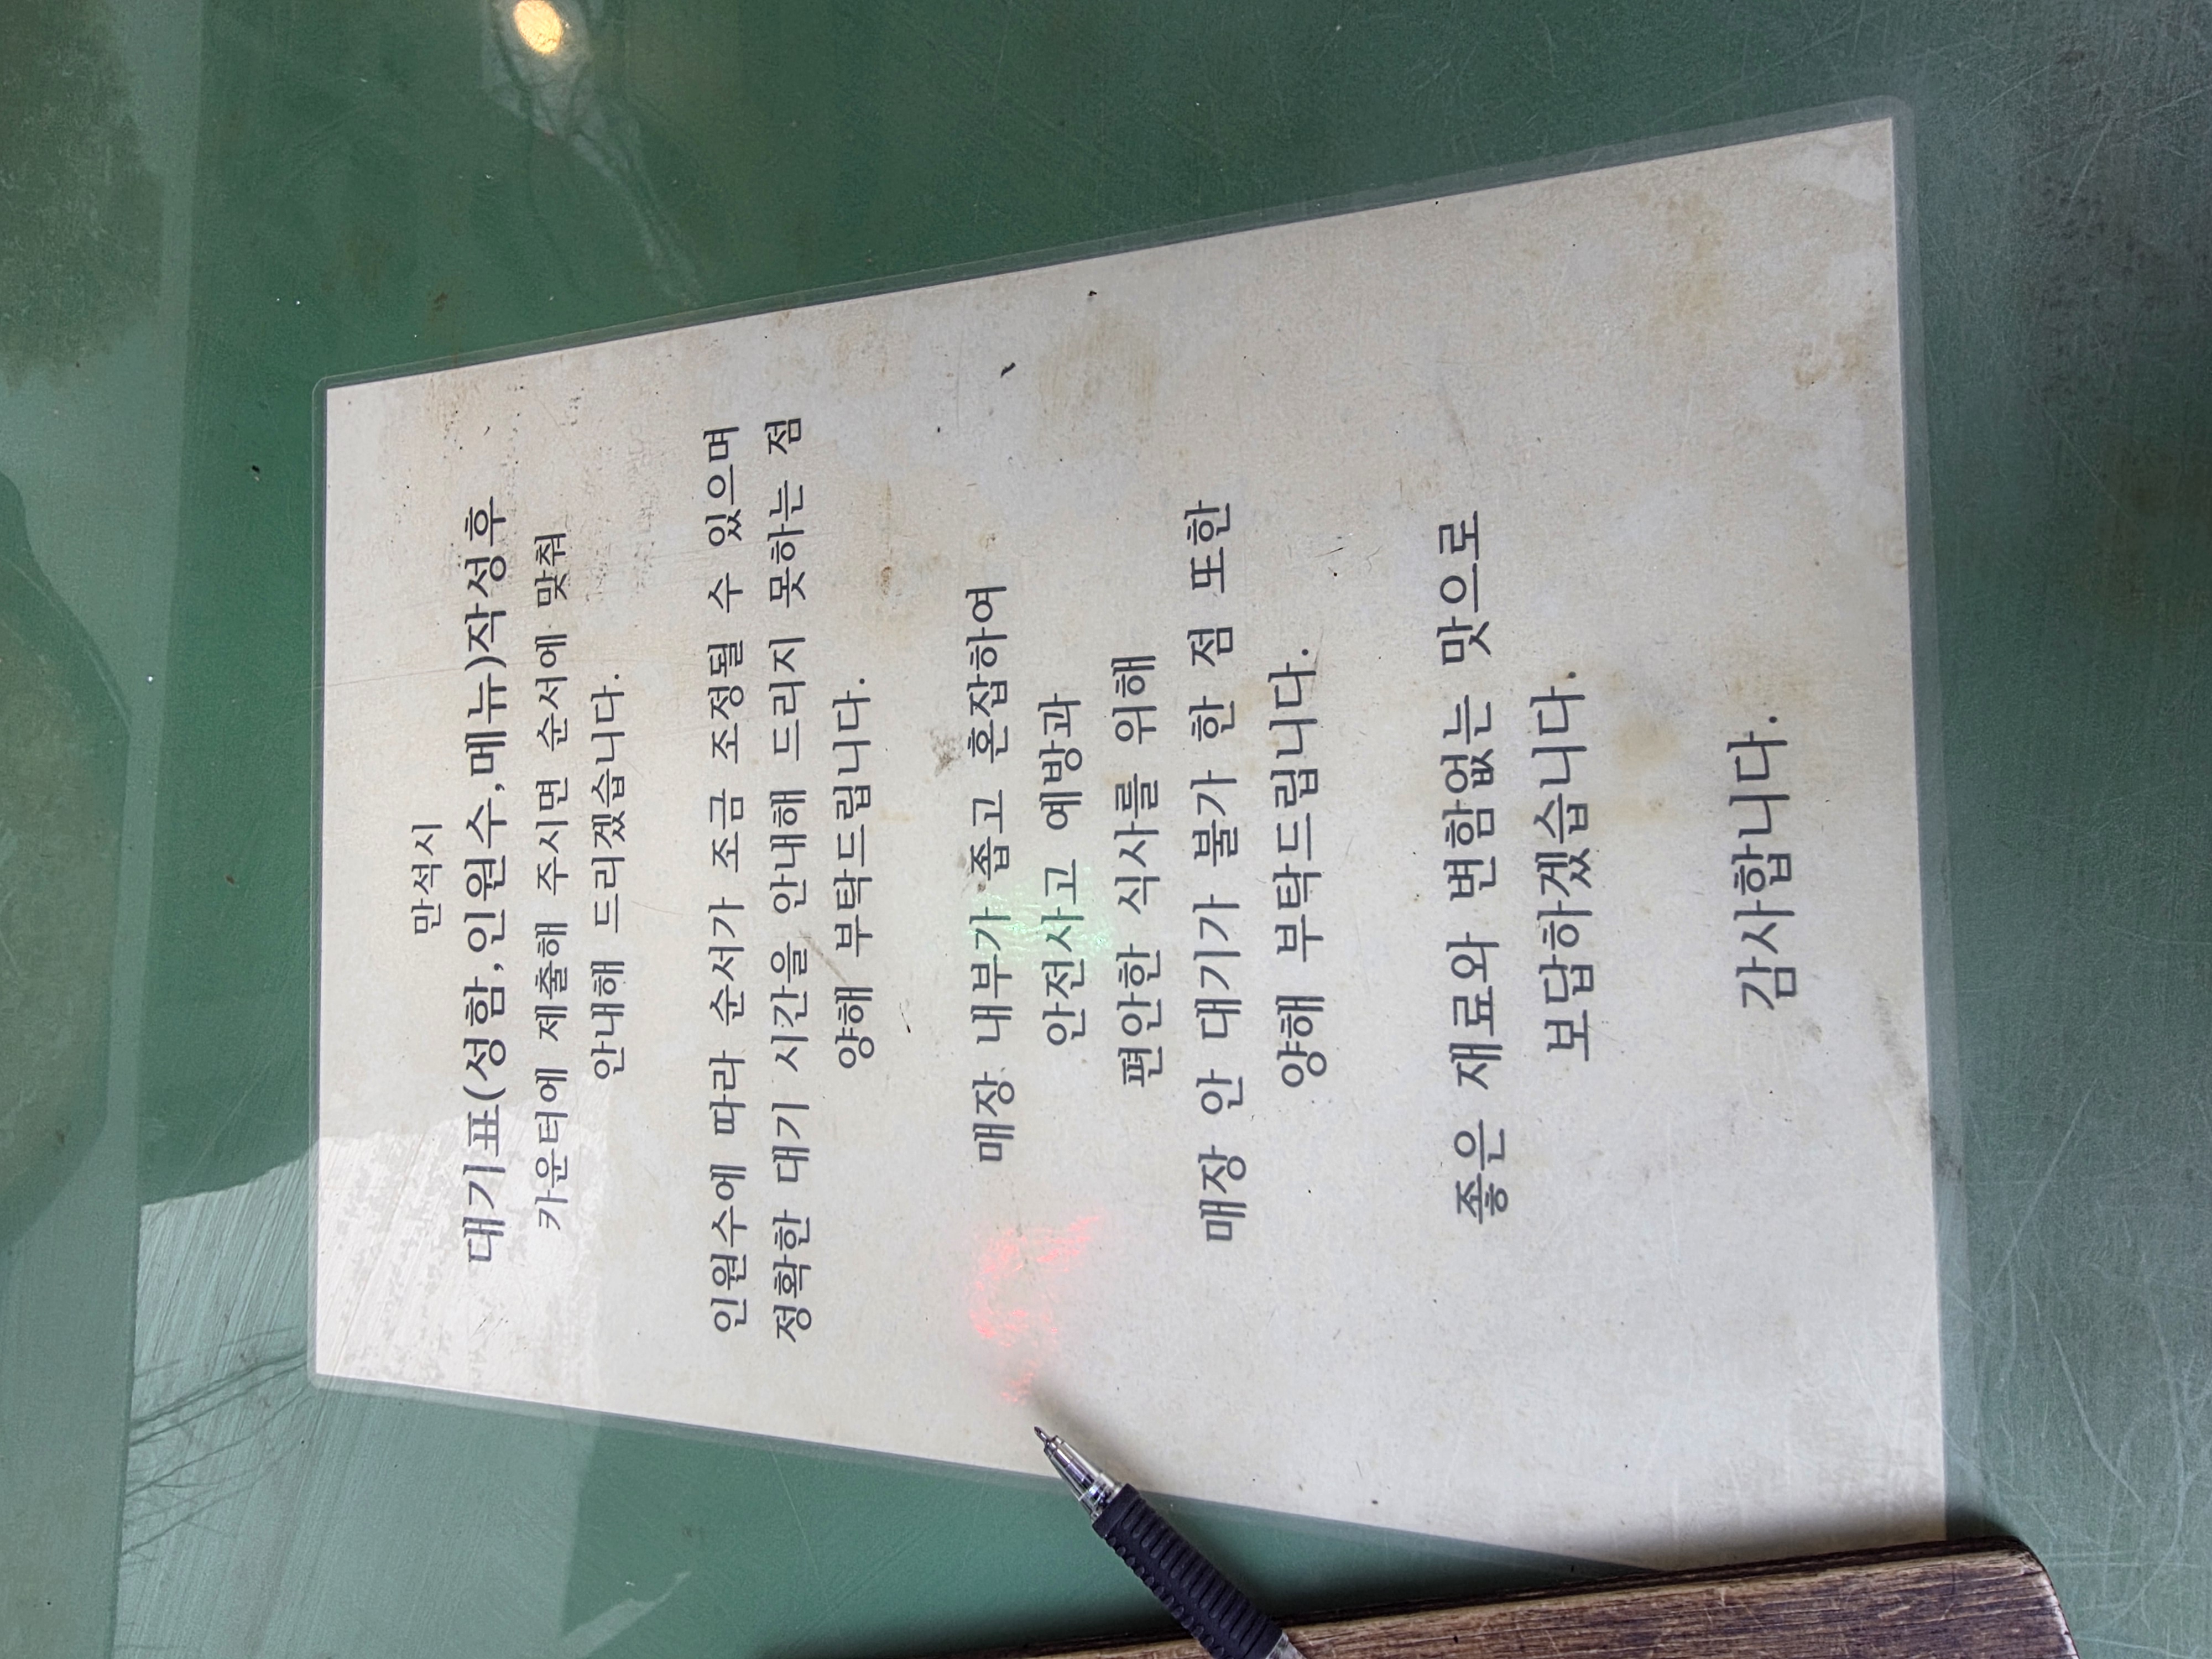 만석시
대기표(성함,인원수,메뉴)작성후
카운터에 제출해 주시면 순서에 맞춰
안내해 드리겠습니다.
인원수에 따라 순서가 조금 조정될 수 있으며
정확한 대기 시간을 안내해 드리지 못하는 점
양해 부탁드립니다.
매장 내부가 좁고 혼잡하여
안전사고 예방과
편안한 식사를 위해
매장 안 대기가 불가 한 점 또한
양해 부탁드립니다.
좋은 재료와 변함없는 맛으로
보답하겠습니다.
감사합니다.